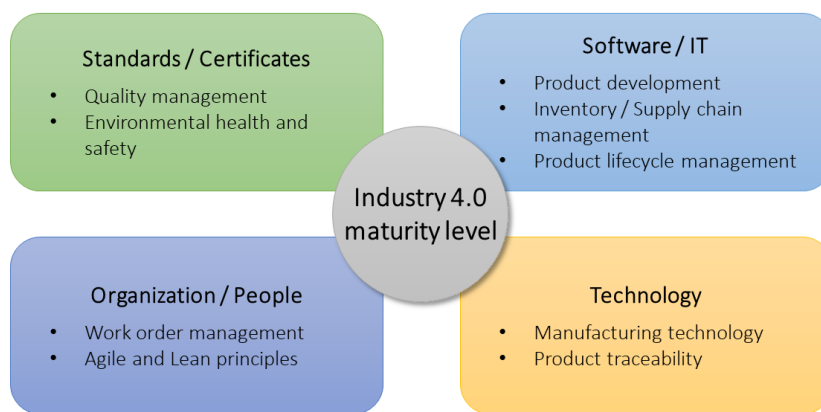 Standards / Certificates
• Quality management
• Environmental health and
safety
Software / IT
• Product development
• Inventory / Supply chain
management
• Product lifecycle management
Industry 4.0
maturity level
Organization / People
• Work order management
• Agile and Lean principles
Technology
• Manufacturing technology
• Product traceability